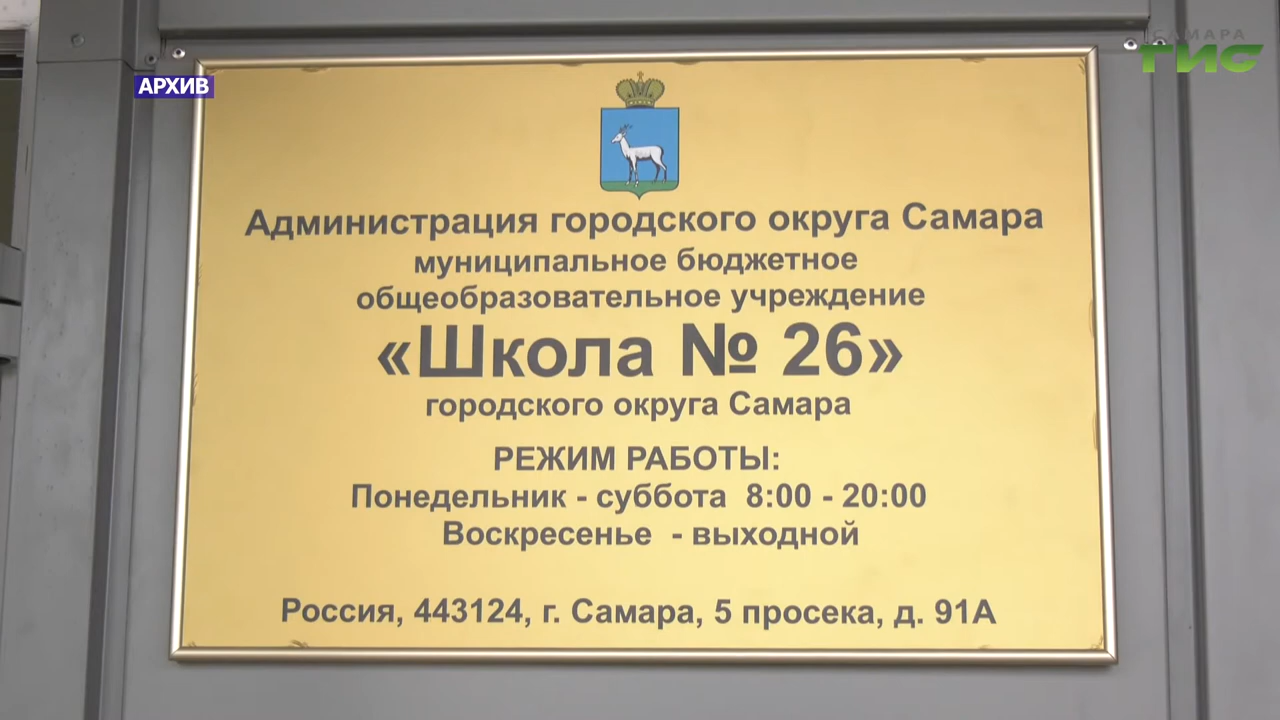 САМАРА
ГИС
АРХИВ
Администрация городского округа Самара
муниципальное бюджетное
общеобразовательное учреждение
«Школа № 26»
городского округа Самара
РЕЖИМ РАБОТЫ:
Понедельник - суббота 8:00 - 20:00
Воскресенье - выходной
Россия, 443124, г. Самара, 5 просека, д. 91А